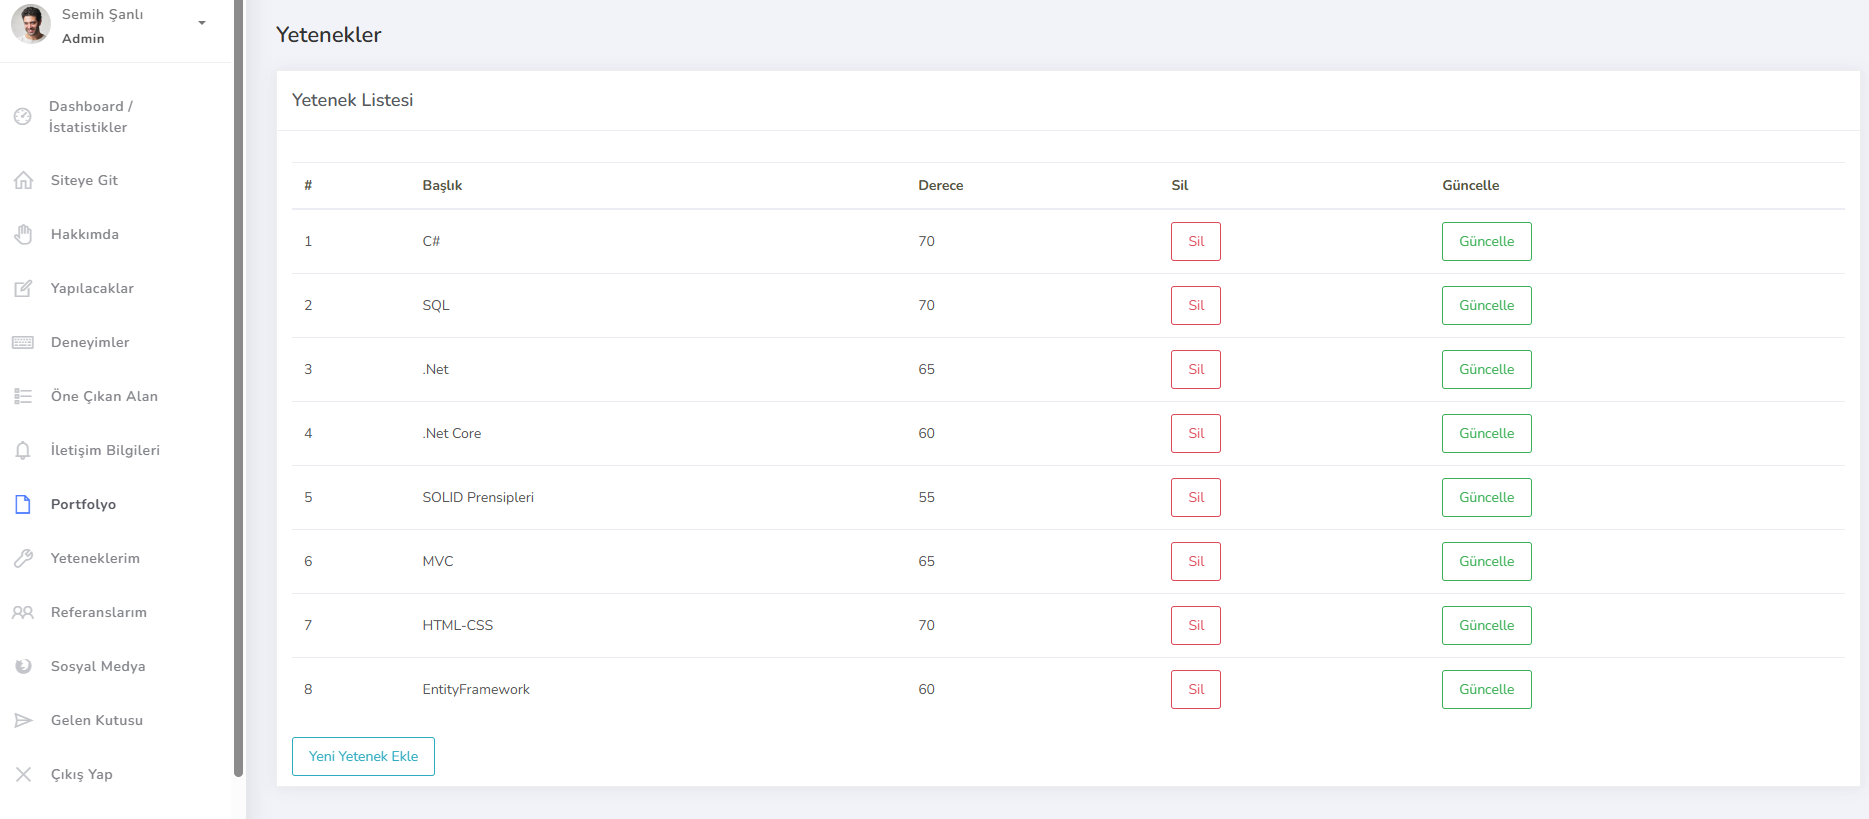 Semih Şanlı
Admin
Dashboard /
İstatistikler
Siteye Git
Hakkımda
Yapılacaklar
Deneyimler
Öne Çıkan Alan
İletişim Bilgileri
Portfolyo
Yeteneklerim
Referanslarım
Sosyal Medya
Gelen Kutusu
Çıkış Yap
Yetenekler
Yetenek Listesi
# Başlık Derece Sil Güncelle
1 C# 70 Sil Güncelle
2 SQL 70 Sil Güncelle
3 .Net 65 Sil Güncelle
4 .Net Core 60 Sil Güncelle
5 SOLID Prensipleri 55 Sil Güncelle
6 MVC 65 Sil Güncelle
7 HTML-CSS 70 Sil Güncelle
8 EntityFramework 60 Sil Güncelle
Yeni Yetenek Ekle